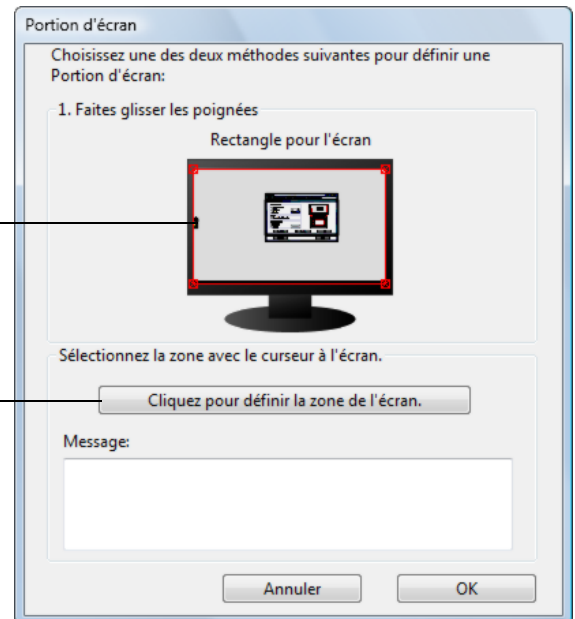 Portion d'écran
Choisissez une des deux méthodes suivantes pour définir une
Portion d'écran:
1. Faites glisser les poignées
Rectangle pour l'écran
Sélectionnez la zone avec le curseur à l'écran.
Cliquez pour définir la zone de l'écran.
Message:
Annuler
OK